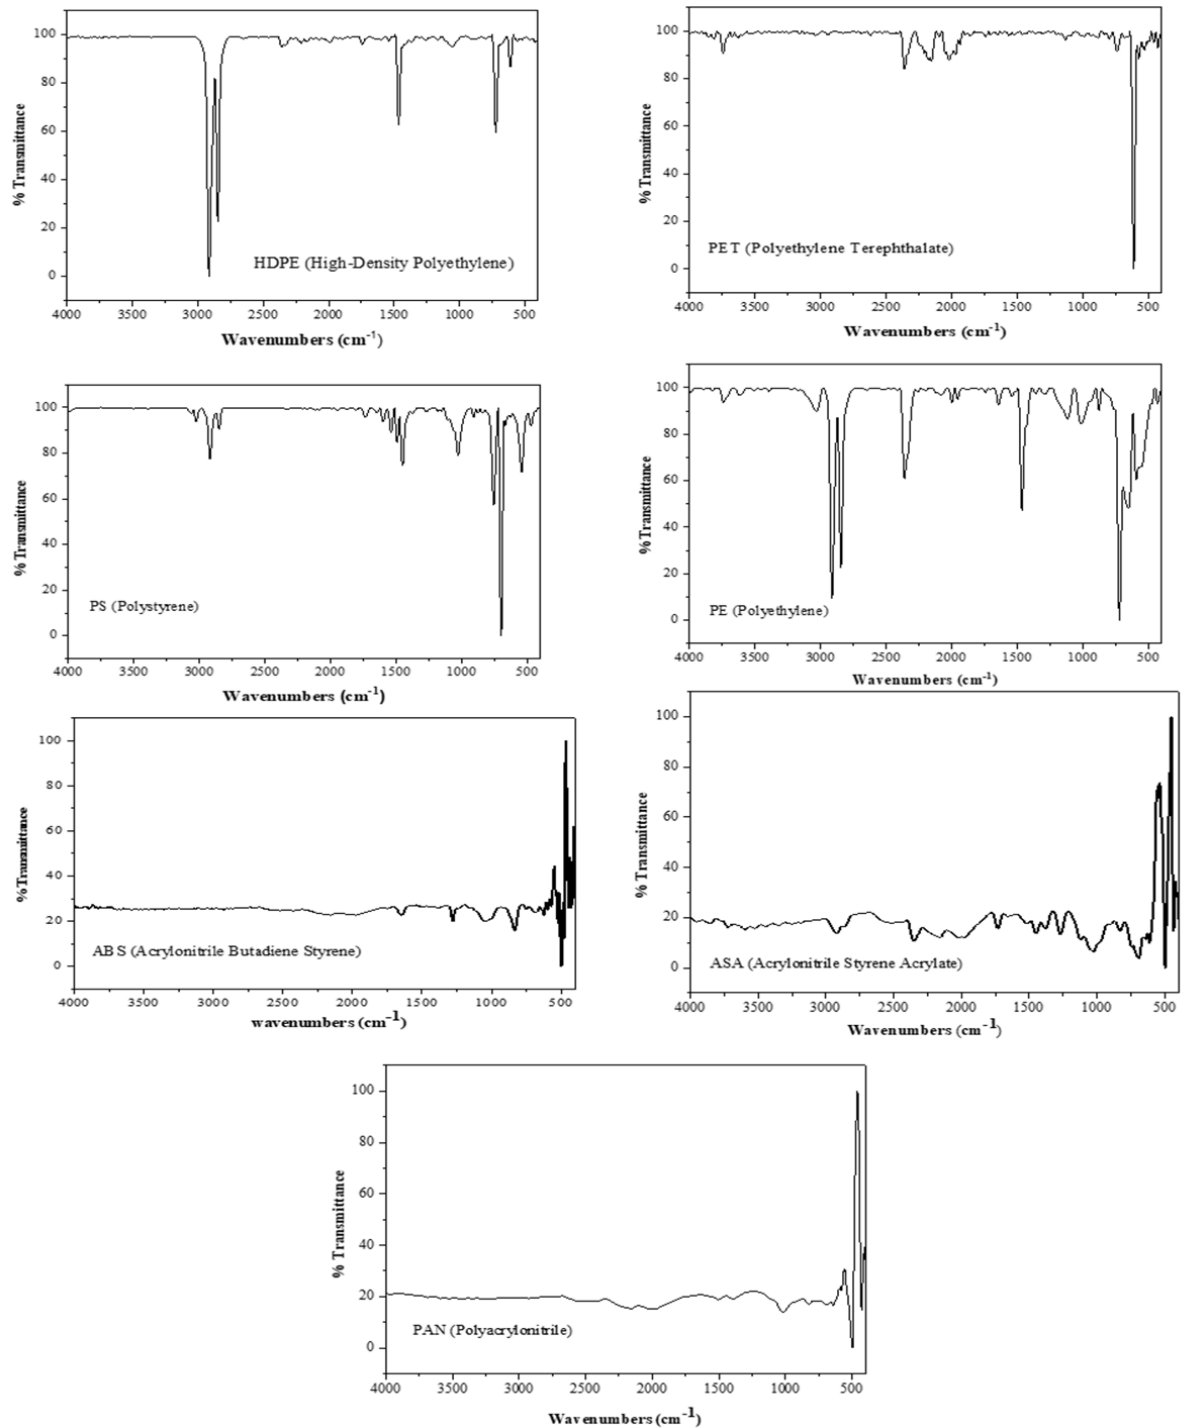 100
80
60
40
20
0
% Transmittance
HDPE (High-Density Polyethylene)
4000 3500 3000 2500 2000 1500 1000 500
Wavenumbers (cm⁻¹)
100
80
60
40
20
0
% Transmittance
PET (Polyethylene Terephthalate)
4000 3500 3000 2500 2000 1500 1000 500
Wavenumbers (cm⁻¹)
100
80
60
40
20
0
%Transmittance
PS (Polystyrene)
4000 3000 2500 2000 1500 1000 500
Wavenumbers (cm⁻¹)
100
80
60
40
20
0
%Transmittance
PE (Polyethylene)
4000 3500 3000 2500 2000 1500 1000 500
Wavenumbers (cm⁻¹)
100
80
60
40
20
0
%Transmittance
ABS (Acrylonitrile Butadiene Styrene)
4000 3500 3000 2500 2000 1500 1000 500
wavenumbers (cm⁻¹)
100
80
60
40
20
0
% Transmittance
ASA (Acrylonitrile Styrene Acrylate)
4000 3500 3000 2500 2000 1500 1000 500
Wavenumbers (cm⁻¹)
100
80
60
40
20
0
% Transmittance
PAN (Polyacrylonitrile)
4000 3500 3000 2500 2000 1500 1000 500
Wavenumbers (cm⁻¹)